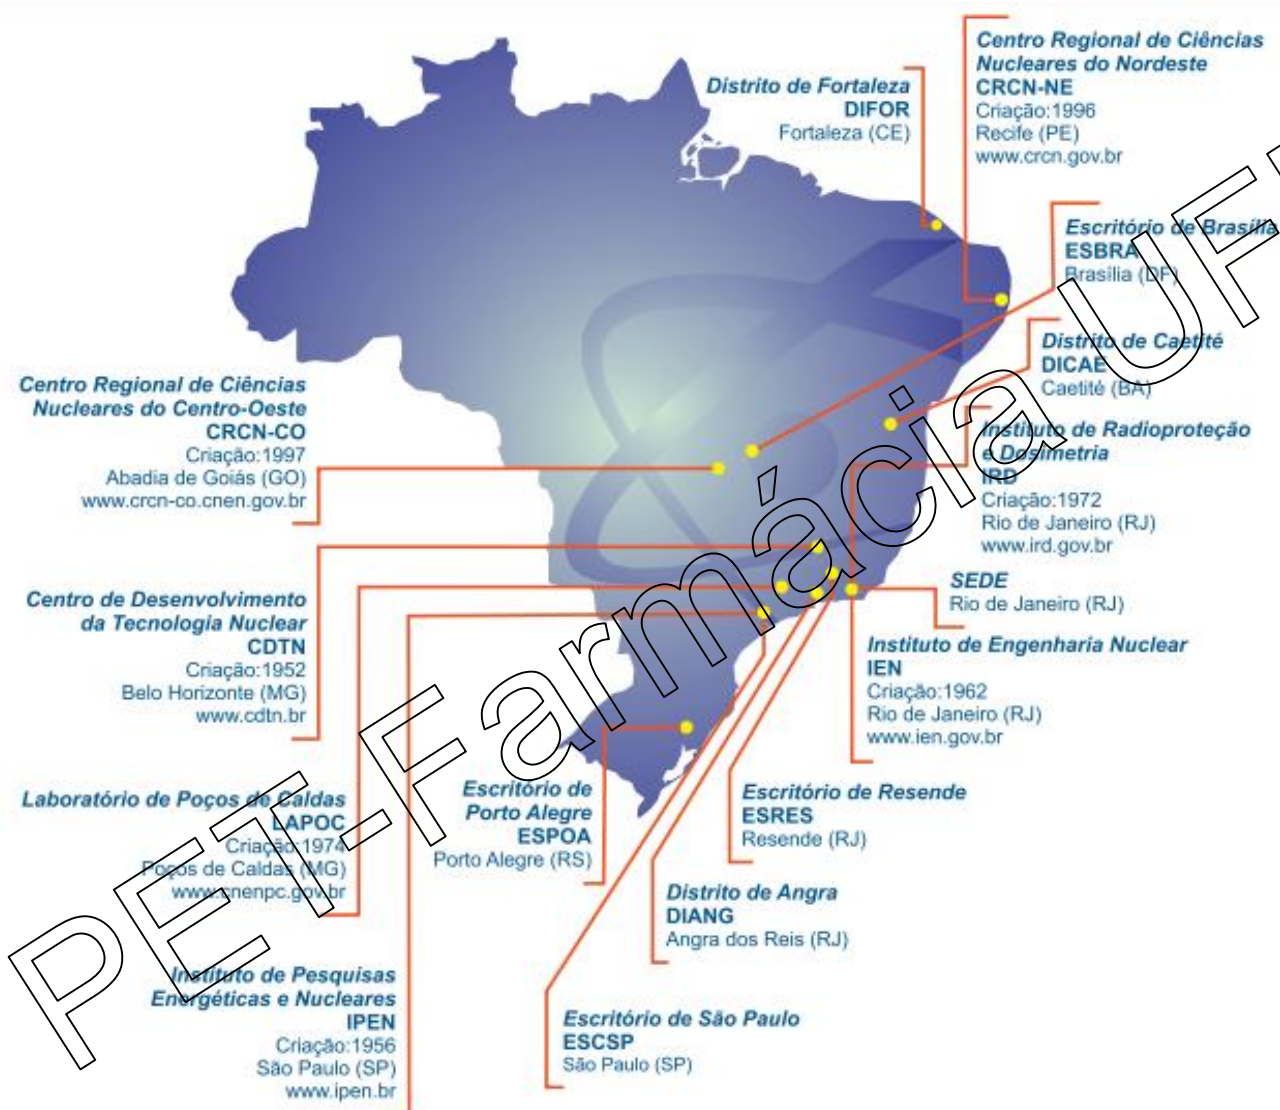 Centro Regional de Ciências
Nucleares do Nordeste
CRCN-NE
Criação:1996
Recife (PE)
www.crcn.gov.br
Distrito de Fortaleza
DIFOR
Fortaleza (CE)
Escritório de Brasília
ESBRA
Brasília (DF)
Distrito de Caetité
DICAE
Caetité (BA)
Centro Regional de Ciências
Nucleares do Centro-Oeste
CRCN-CO
Criação:1997
Abadia de Goiás (GO)
www.crcn-co.cnen.gov.br
Instituto de Radioproteção
e Dosimetria
IRD
Criação:1972
Rio de Janeiro (RJ)
www.ird.gov.br
SEDE
Rio de Janeiro (RJ)
Centro de Desenvolvimento
da Tecnologia Nuclear
CDTN
Criação:1952
Belo Horizonte (MG)
www.cdtn.br
Instituto de Engenharia Nuclear
IEN
Criação:1962
Rio de Janeiro (RJ)
www.ien.gov.br
Laboratório de Poços de Caldas
LAPOC
Criação:1974
Poços de Caldas (MG)
www.cnenpc.gov.br
Escritório de
Porto Alegre
ESPOA
Porto Alegre (RS)
Escritório de Resende
ESRES
Resende (RJ)
Distrito de Angra
DIANG
Angra dos Reis (RJ)
Instituto de Pesquisas
Energéticas e Nucleares
IPEN
Criação:1956
São Paulo (SP)
www.ipen.br
Escritório de São Paulo
ESCSP
São Paulo (SP)
PET-Farmácia UF